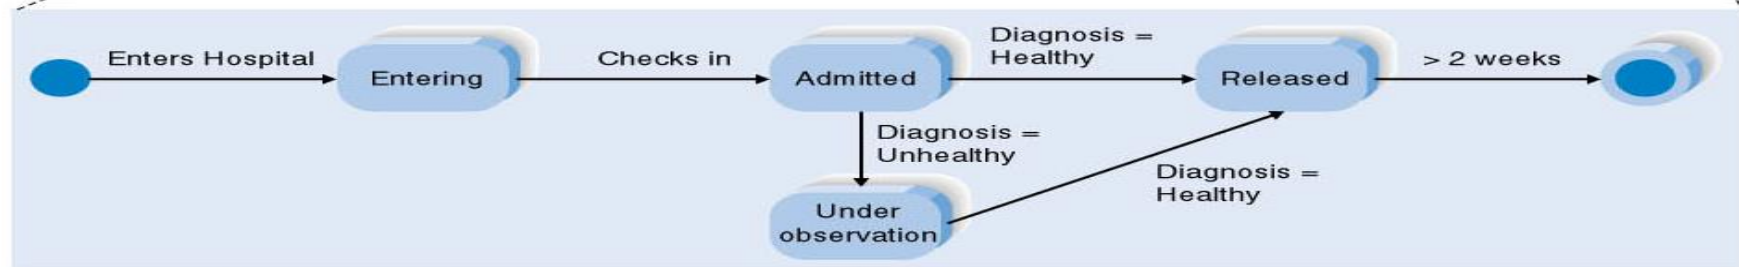 Enters Hospital
Entering
Checks in
Admitted
Diagnosis =
Healthy
Released
> 2 weeks
Diagnosis =
Unhealthy
Under
observation
Diagnosis =
Healthy